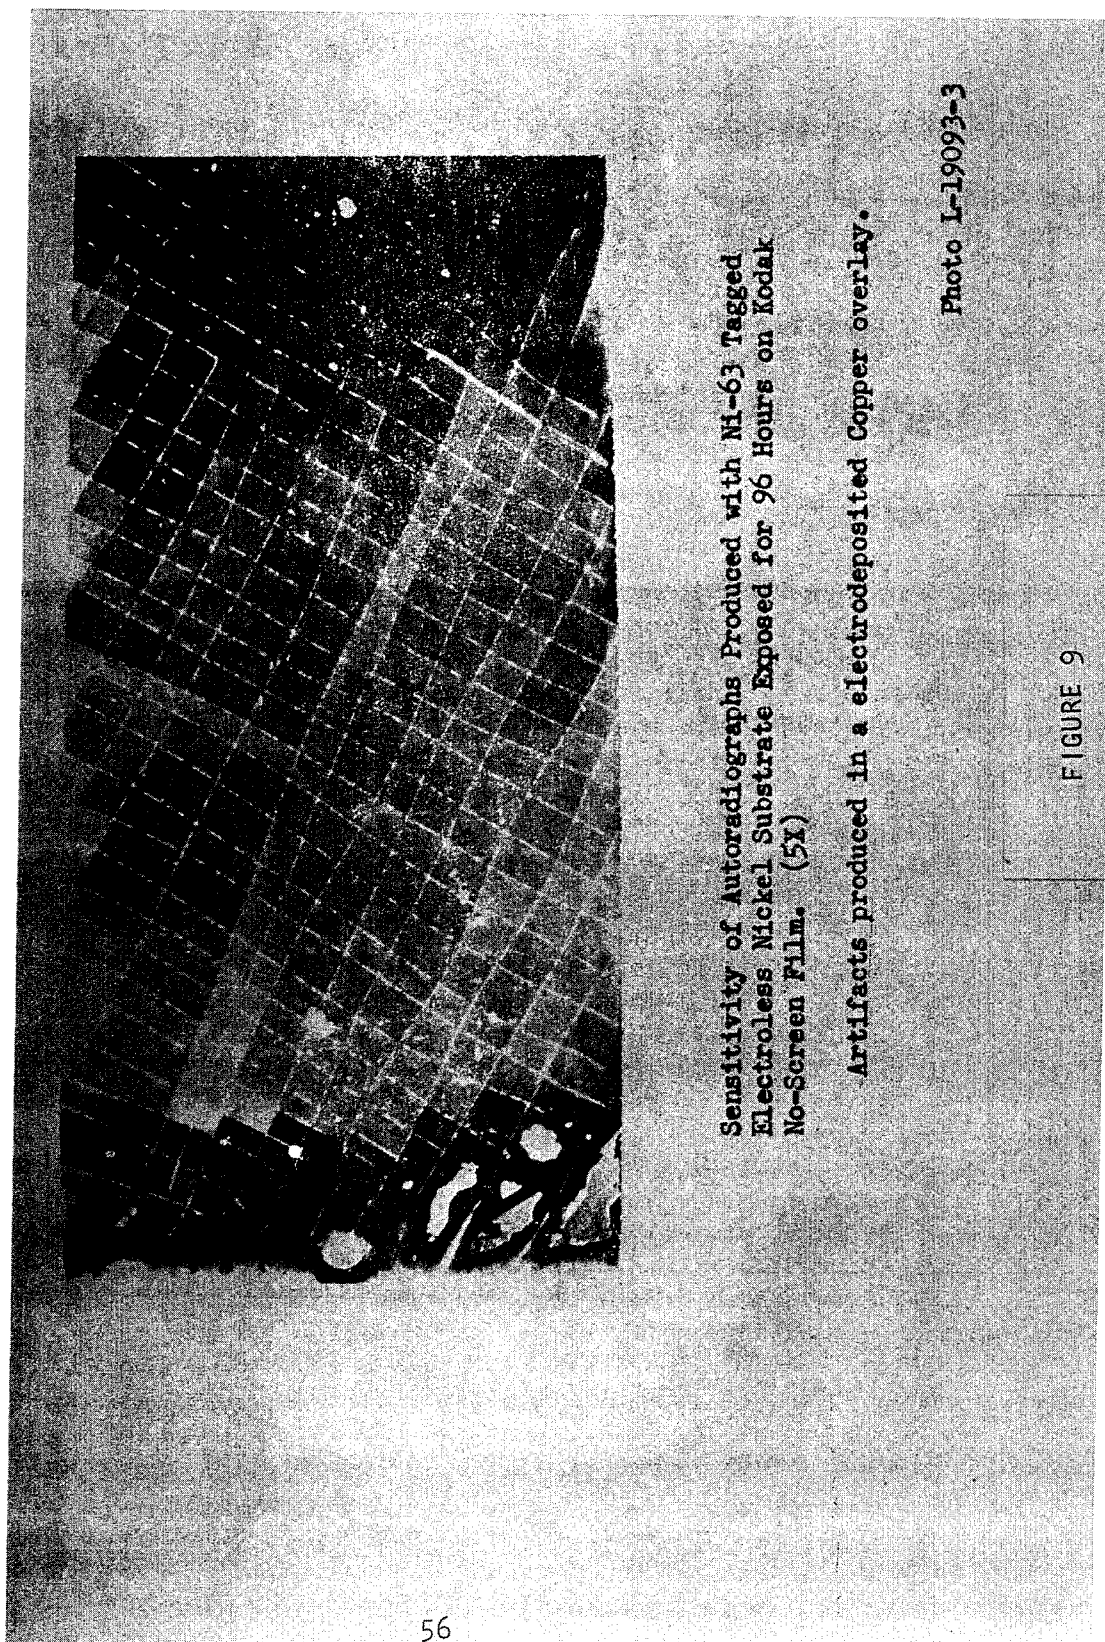 Sensitivity of Autoradiographs Produced with Ni-63 Tagged
Electroless Nickel Substrate Exposed for 96 Hours on Kodak
No-Screen Film. (5X)
Artifacts produced in a electrodeposited Copper overlay.
Photo L-19093-3
FIGURE 9
56